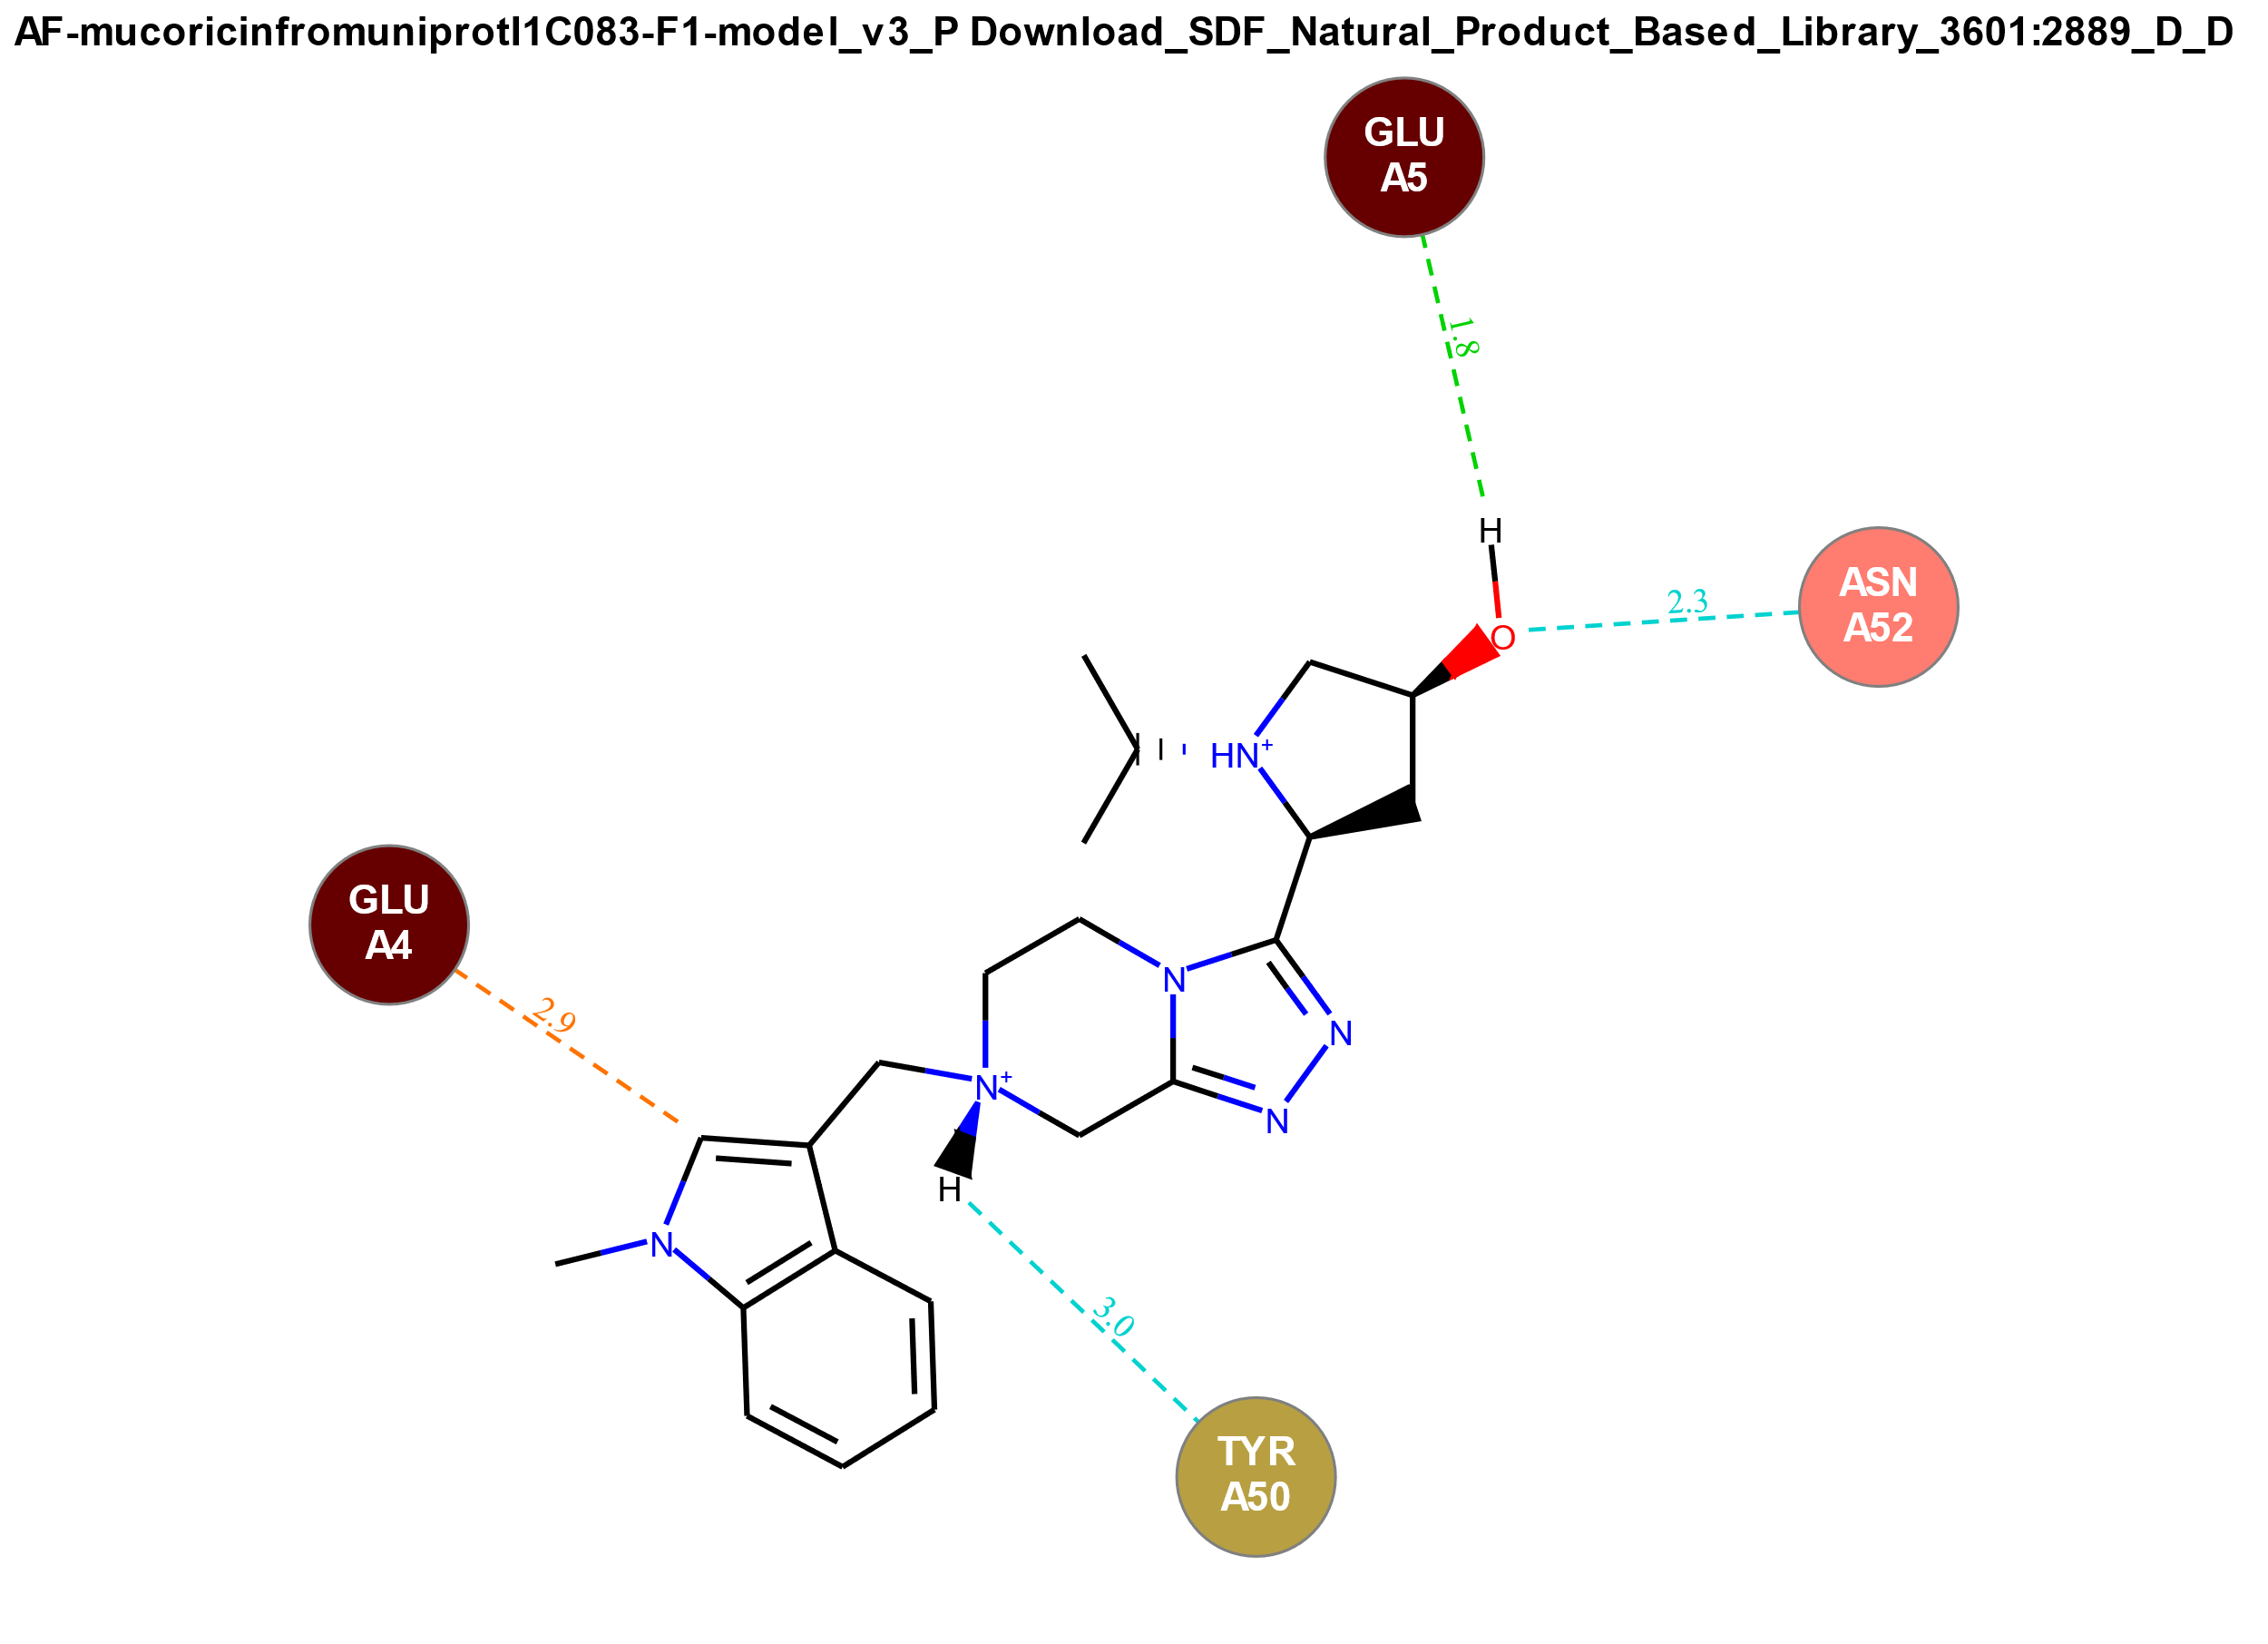 AF-mucoricinfromuniprotI1C083-F1-model_v3_P Download_SDF_Natural_Product_Based_Library_3601:2889_D_D
GLU
A5
1.8
H
O
2.3
ASN
A52
HN+
GLU
A4
2.9
N
N
N+
N
H
N
3.0
TYR
A50